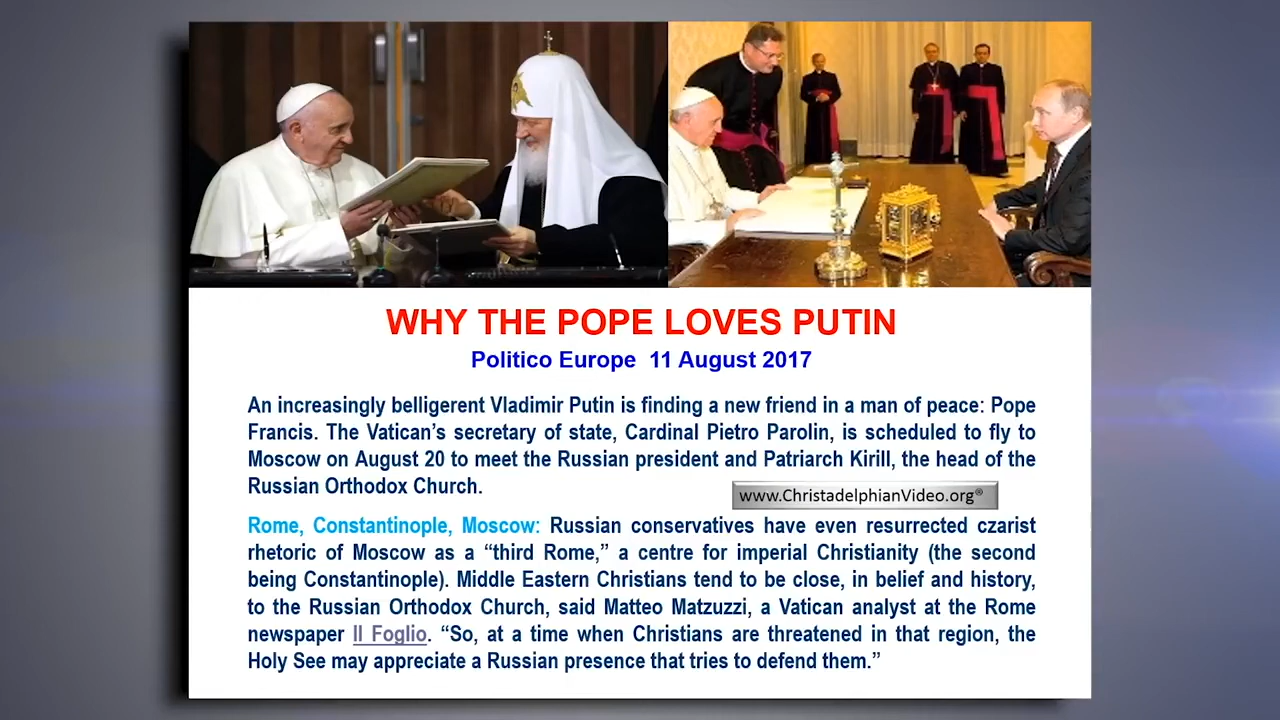 WHY THE POPE LOVES PUTIN
Politico Europe 11 August 2017
An increasingly belligerent Vladimir Putin is finding a new friend in a man of peace: Pope
Francis. The Vatican’s secretary of state, Cardinal Pietro Parolin, is scheduled to fly to
Moscow on August 20 to meet the Russian president and Patriarch Kirill, the head of the
Russian Orthodox Church.
www.ChristadelphianVideo.org®
Rome, Constantinople, Moscow: Russian conservatives have even resurrected czarist
rhetoric of Moscow as a “third Rome,” a centre for imperial Christianity (the second
being Constantinople). Middle Eastern Christians tend to be close, in belief and history,
to the Russian Orthodox Church, said Matteo Matzuzzi, a Vatican analyst at the Rome
newspaper Il Foglio. “So, at a time when Christians are threatened in that region, the
Holy See may appreciate a Russian presence that tries to defend them.”